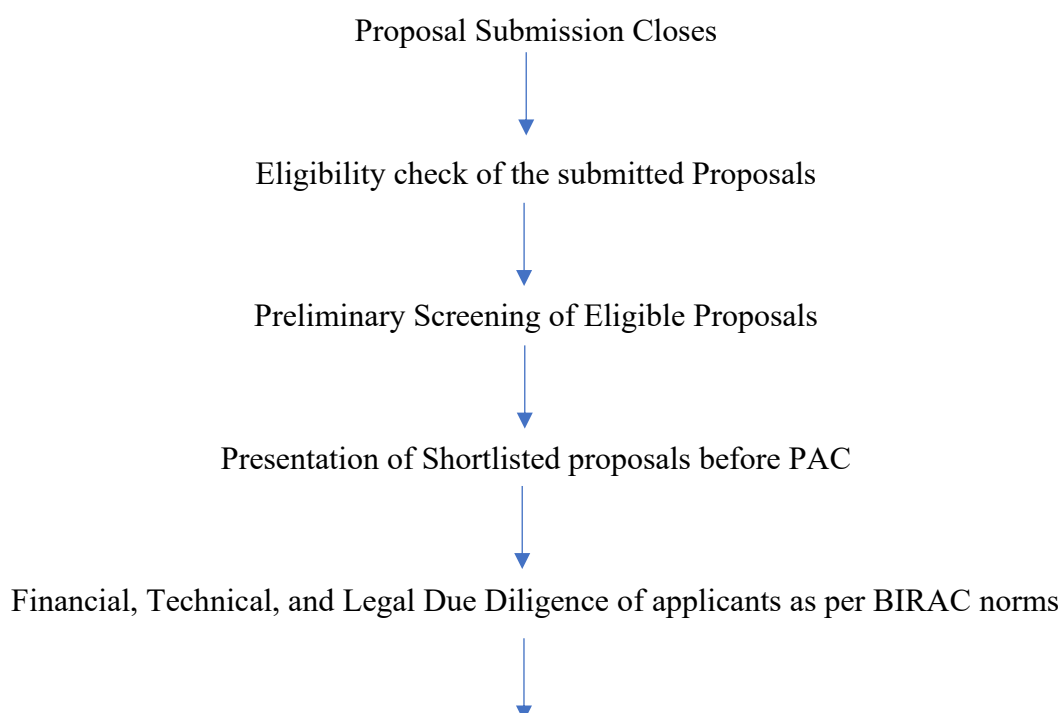 Proposal Submission Closes
Eligibility check of the submitted Proposals
Preliminary Screening of Eligible Proposals
Presentation of Shortlisted proposals before PAC
Financial, Technical, and Legal Due Diligence of applicants as per BIRAC norms